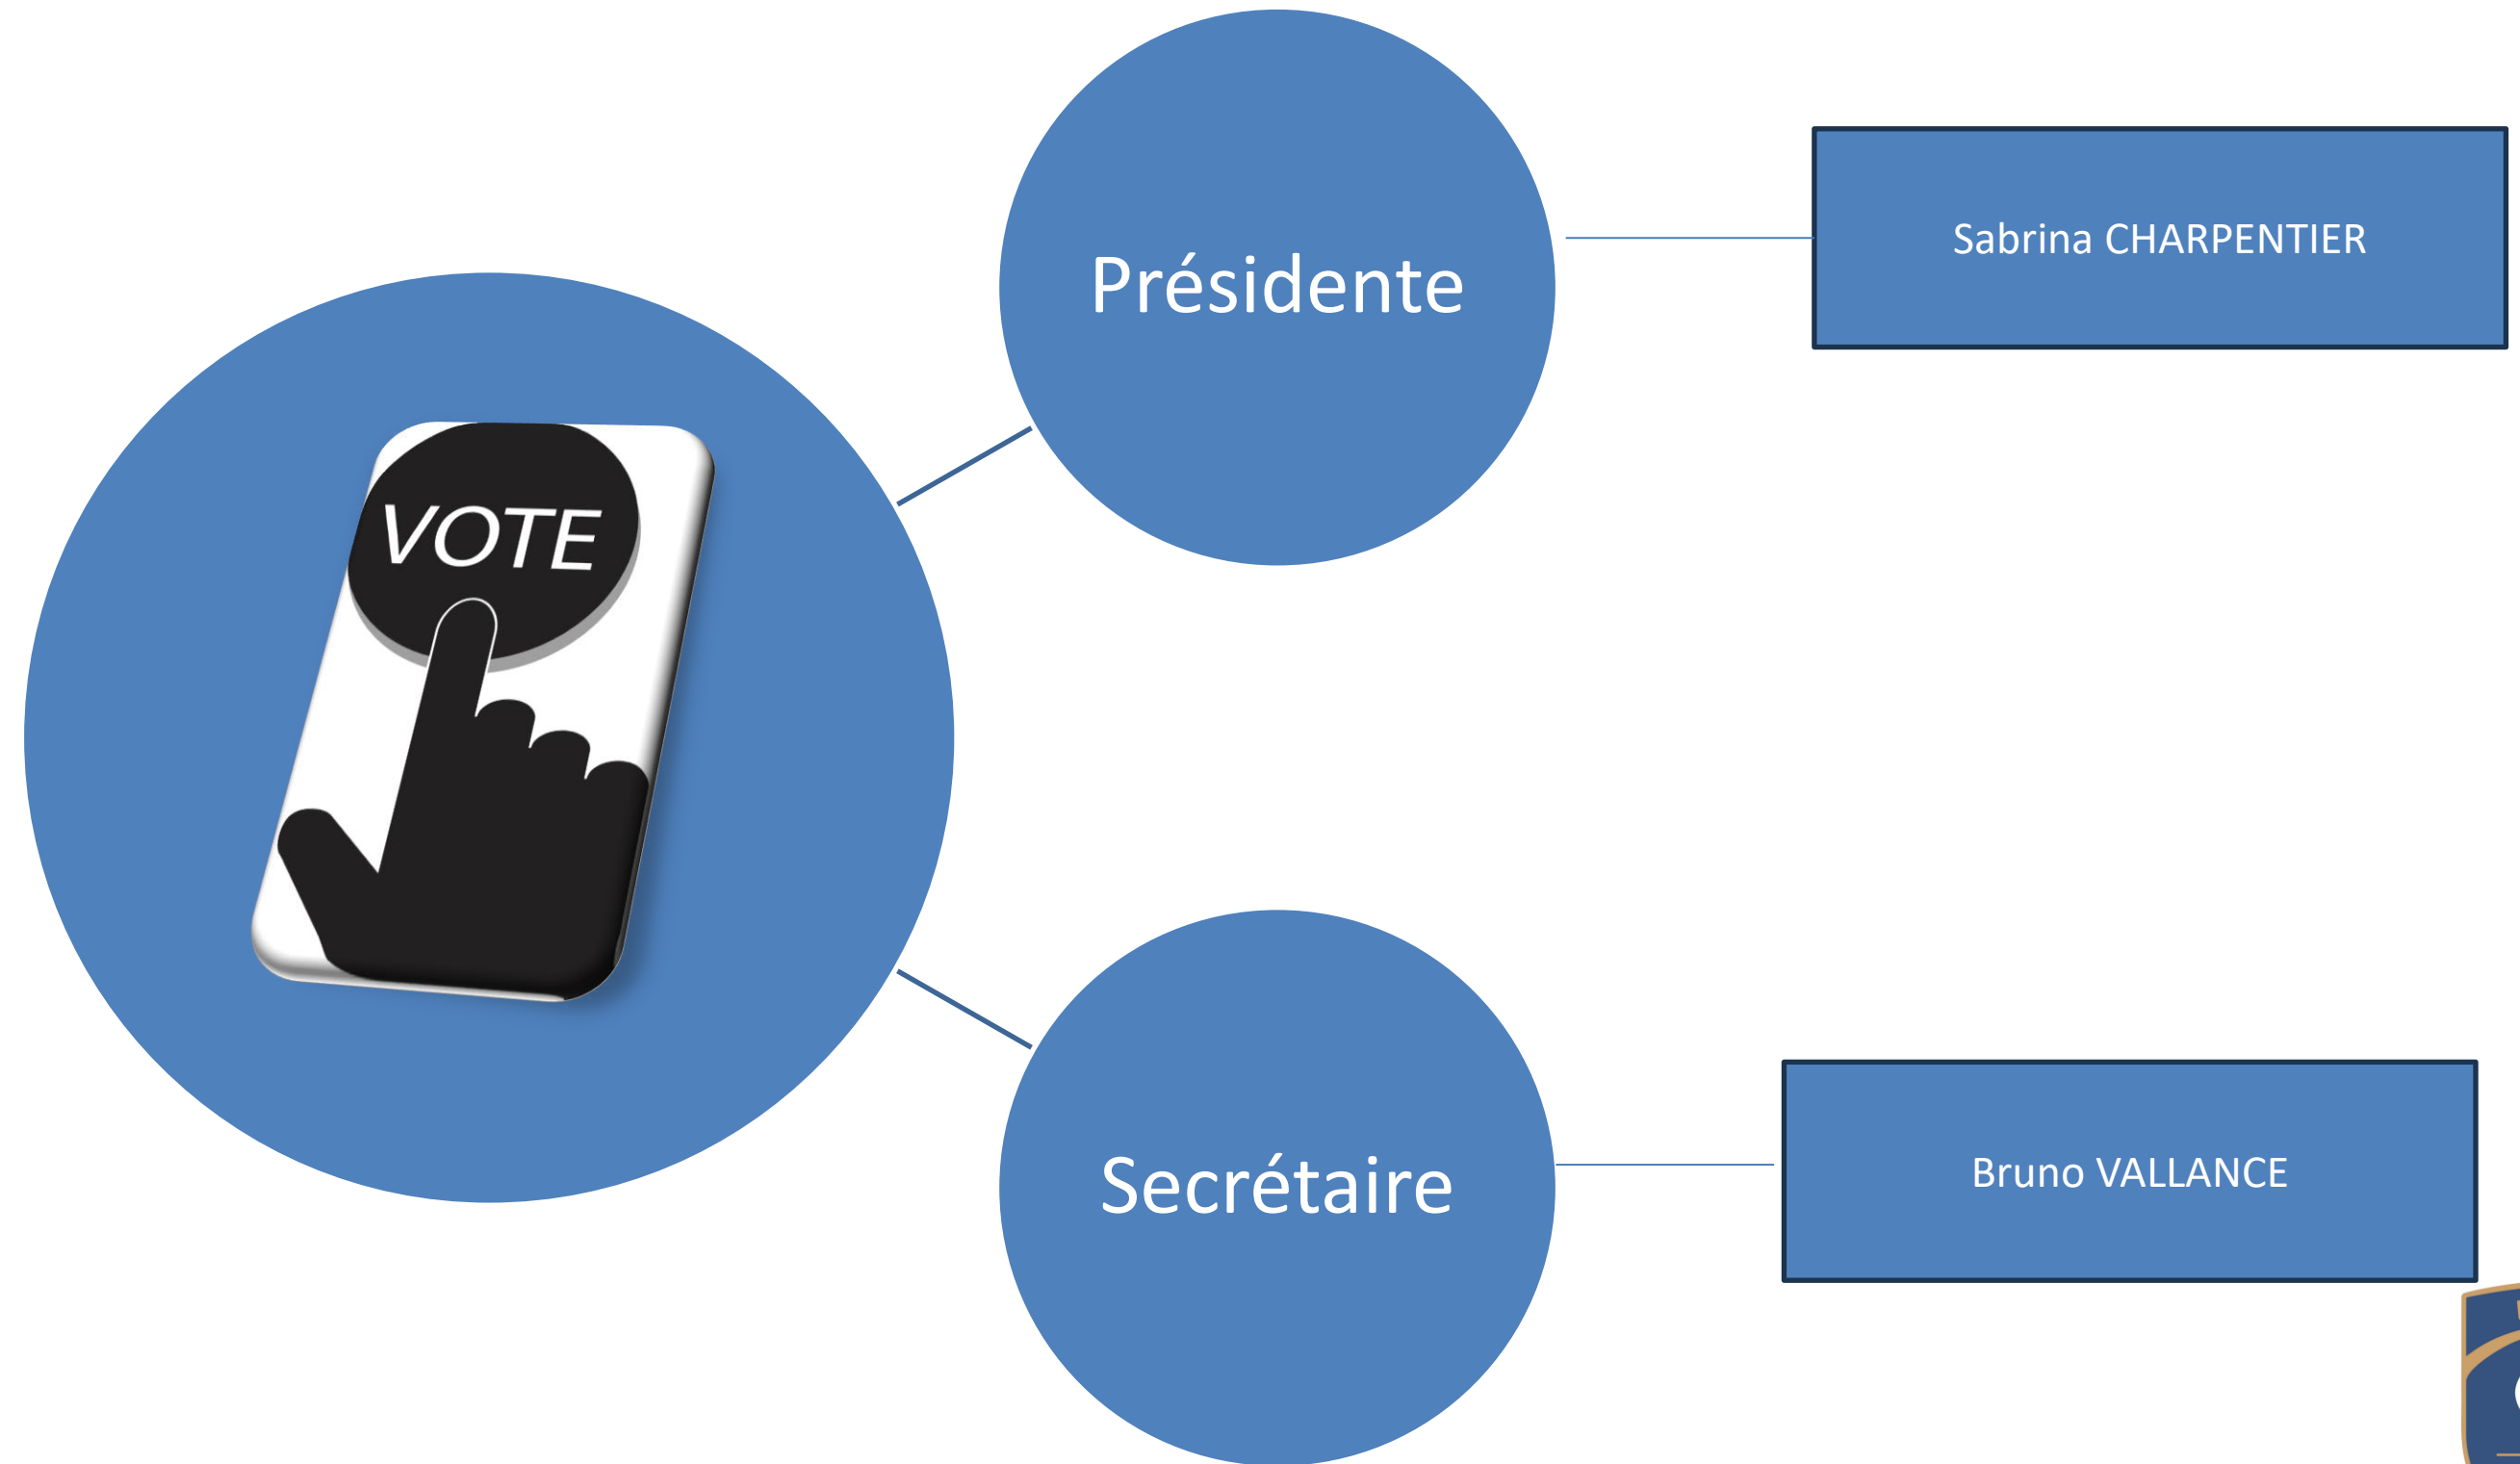 VOTE
Présidente
Sabrina CHARPENTIER
Secrétaire
Bruno VALLANCE